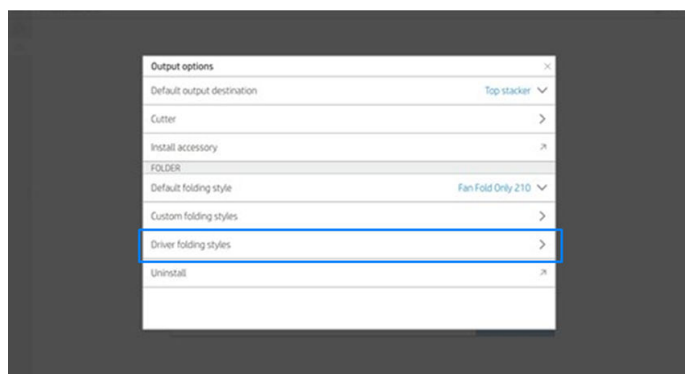 Output options
Default output destination Top stacker
Cutter
Install accessory
FOLDER
Default folding style Fan Fold Only 210
Custom folding styles
Driver folding styles
Uninstall